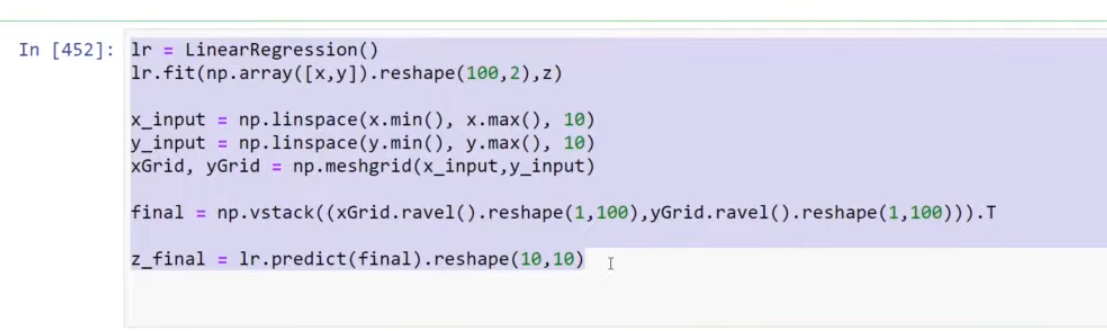 In [452]: lr = LinearRegression()
lr.fit(np.array([x,y]).reshape(100,2),z)
x_input = np.linspace(x.min(), x.max(), 10)
y_input = np.linspace(y.min(), y.max(), 10)
xGrid, yGrid = np.meshgrid(x_input,y_input)
final = np.vstack((xGrid.ravel().reshape(1,100),yGrid.ravel().reshape(1,100))).T
z_final = lr.predict(final).reshape(10,10)